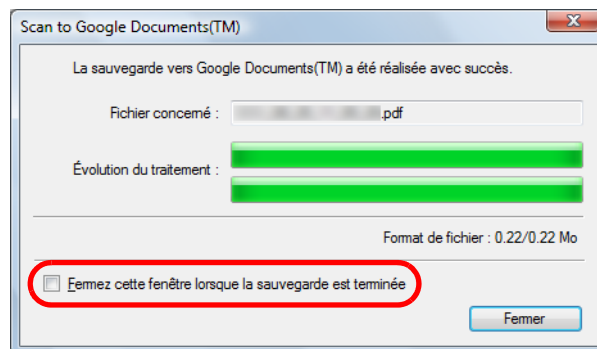 Scan to Google Documents(TM)
La sauvegarde vers Google Documents(TM) a été réalisée avec succès.
Fichier concerné : .pdf
Évolution du traitement :
Format de fichier : 0.22/0.22 Mo
Fermez cette fenêtre lorsque la sauvegarde est terminée
Fermer